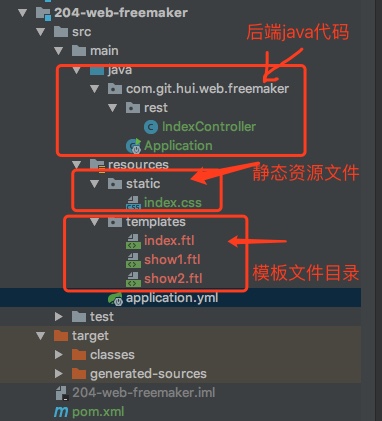 204-web-freemaker
src
main
后端java代码
java
com.git.hui.web.freemaker
rest
IndexController
Application
resources
static
静态资源文件
index.css
templates
index.ftl
show1.ftl
模板文件目录
show2.ftl
application.yml
test
target
classes
generated-sources
204-web-freemaker.iml
pom.xml